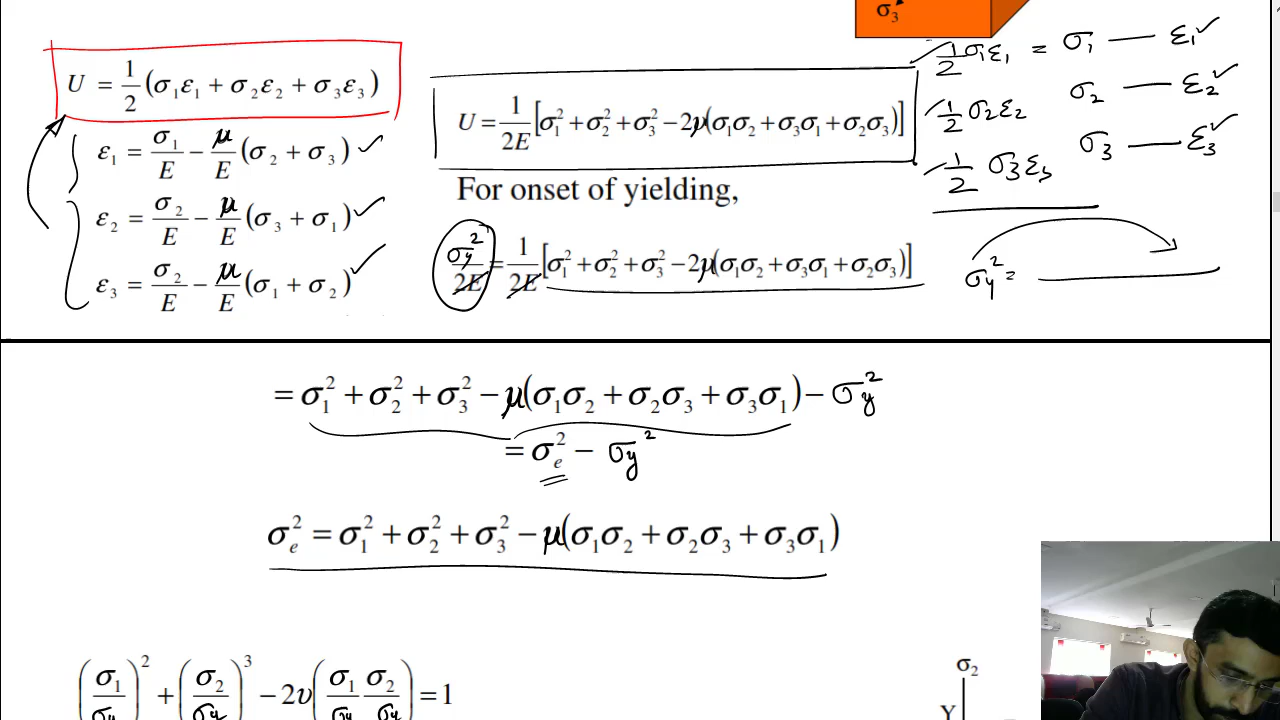 σ₃
U = 1/2 (σ₁ε₁ + σ₂ε₂ + σ₃ε₃)
ε₁ = σ₁/E − μ/E (σ₂ + σ₃) ✓
ε₂ = σ₂/E − μ/E (σ₃ + σ₁) ✓
ε₃ = σ₂/E − μ/E (σ₁ + σ₂) ✓
U = 1/2E [σ₁² + σ₂² + σ₃² − 2μ(σ₁σ₂ + σ₃σ₁ + σ₂σ₃)]
For onset of yielding,
σy²/2E = 1/2E [σ₁² + σ₂² + σ₃² − 2μ(σ₁σ₂ + σ₃σ₁ + σ₂σ₃)]
1/2 σ₁ε₁ = σ₁ — ε₁ ✓
1/2 σ₂ε₂ σ₂ — ε₂ ✓
1/2 σ₃ε₃ σ₃ — ε₃ ✓
σy² =
= σ₁² + σ₂² + σ₃² − μ(σ₁σ₂ + σ₂σ₃ + σ₃σ₁) − σy²
= σe² − σy²
σe² = σ₁² + σ₂² + σ₃² − μ(σ₁σ₂ + σ₂σ₃ + σ₃σ₁)
(σ₁/σy)² + (σ₂/σy)³ − 2υ(σ₁/σy σ₂/σy) = 1
σ₂
Y